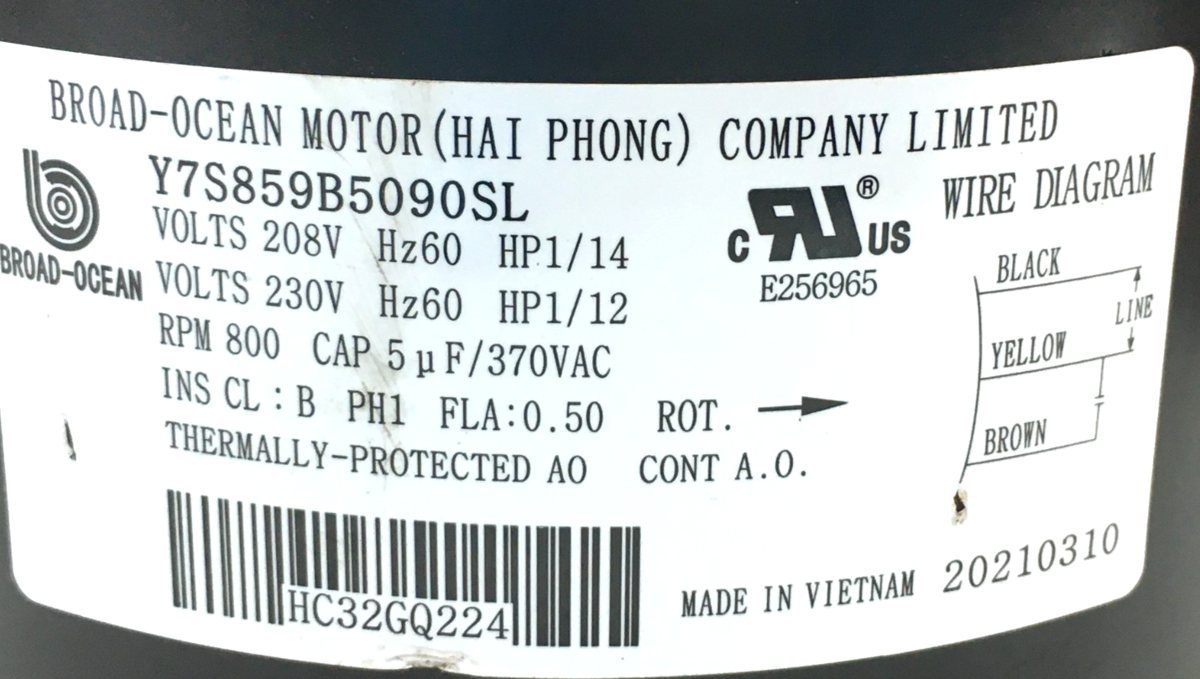 BROAD-OCEAN MOTOR(HAI PHONG) COMPANY LIMITED
BROAD-OCEAN
Y7S859B5090SL
VOLTS 208V Hz60 HP1/14
VOLTS 230V Hz60 HP1/12
RPM 800 CAP 5μF/370VAC
INS CL:B PH1 FLA:0.50 ROT.
THERMALLY-PROTECTED AO CONT A.O.
HC32GQ224
C RU® US
E256965
WIRE DIAGRAM
BLACK
LINE
YELLOW
BROWN
MADE IN VIETNAM 20210310